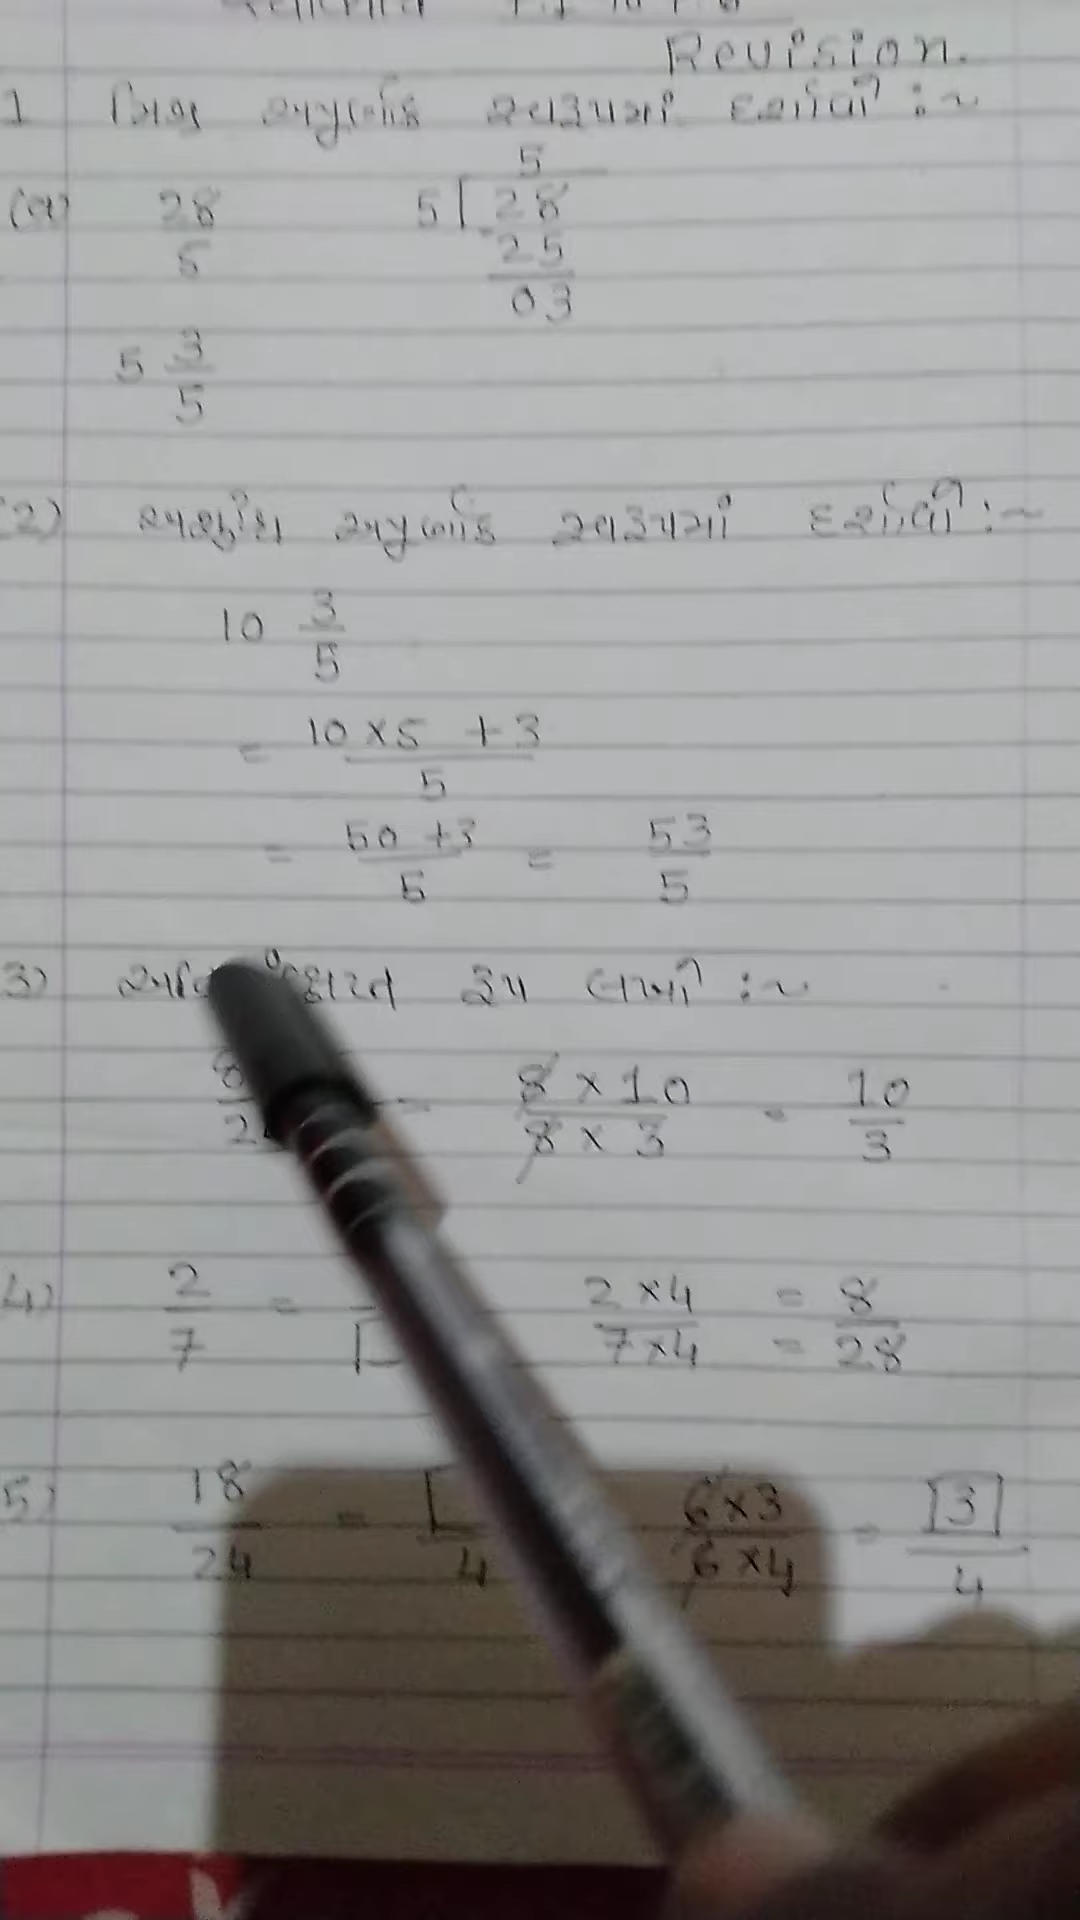 Revision.
1 મિશ્ર અપૂર્ણાંક સ્વરૂપમાં દર્શાવો :~
(અ) 28/5
5
5 28
25
03
5 3/5
(2) અશુદ્ધ અપૂર્ણાંક સ્વરૂપમાં દર્શાવો :~
10 3/5
= 10 x 5 + 3 / 5
= 50 + 3 / 5 = 53/5
3) રૂપ લખો :~
= 8 x 10 / 8 x 3 = 10/3
4) 2/7 = 2 x 4 / 7 x 4 = 8 / = 28
5) 18/24 = □/4 6 x 3 / 6 x 4 = 3/4